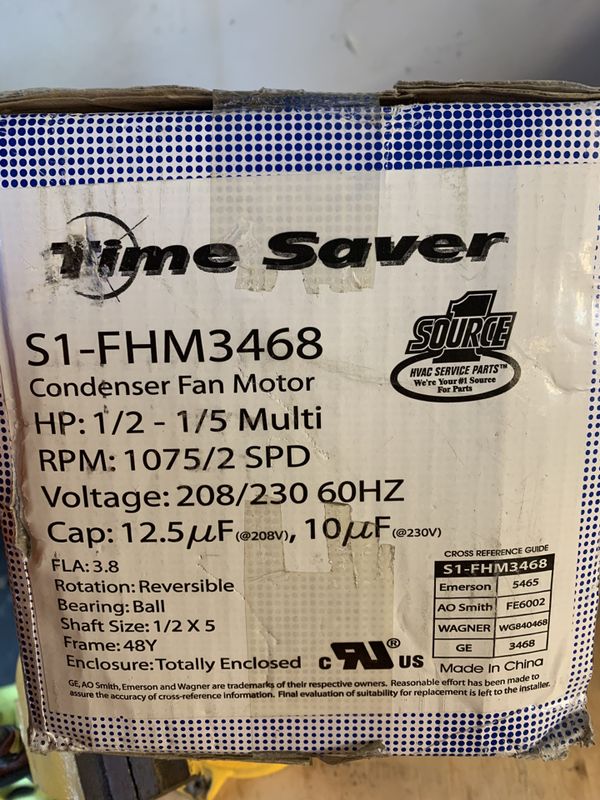 Time Saver
S1-FHM3468
Condenser Fan Motor
HP: 1/2 - 1/5 Multi
RPM: 1075/2 SPD
Voltage: 208/230 60HZ
Cap: 12.5µF(@208V), 10µF(@230V)
FLA: 3.8
Rotation: Reversible
Bearing: Ball
Shaft Size: 1/2 X 5
Frame: 48Y
Enclosure: Totally Enclosed
1
SOURCE
HVAC SERVICE PARTS™
We're Your #1 Source
For Parts
CROSS REFERENCE GUIDE
S1-FHM3468
Emerson 5465
AO Smith FE6002
WAGNER WG840468
GE 3468
c RU® US
Made In China
GE, AO Smith, Emerson and Wagner are trademarks of their respective owners. Reasonable effort has been made to
assure the accuracy of cross-reference information. Final evaluation of suitability for replacement is left to the installer.